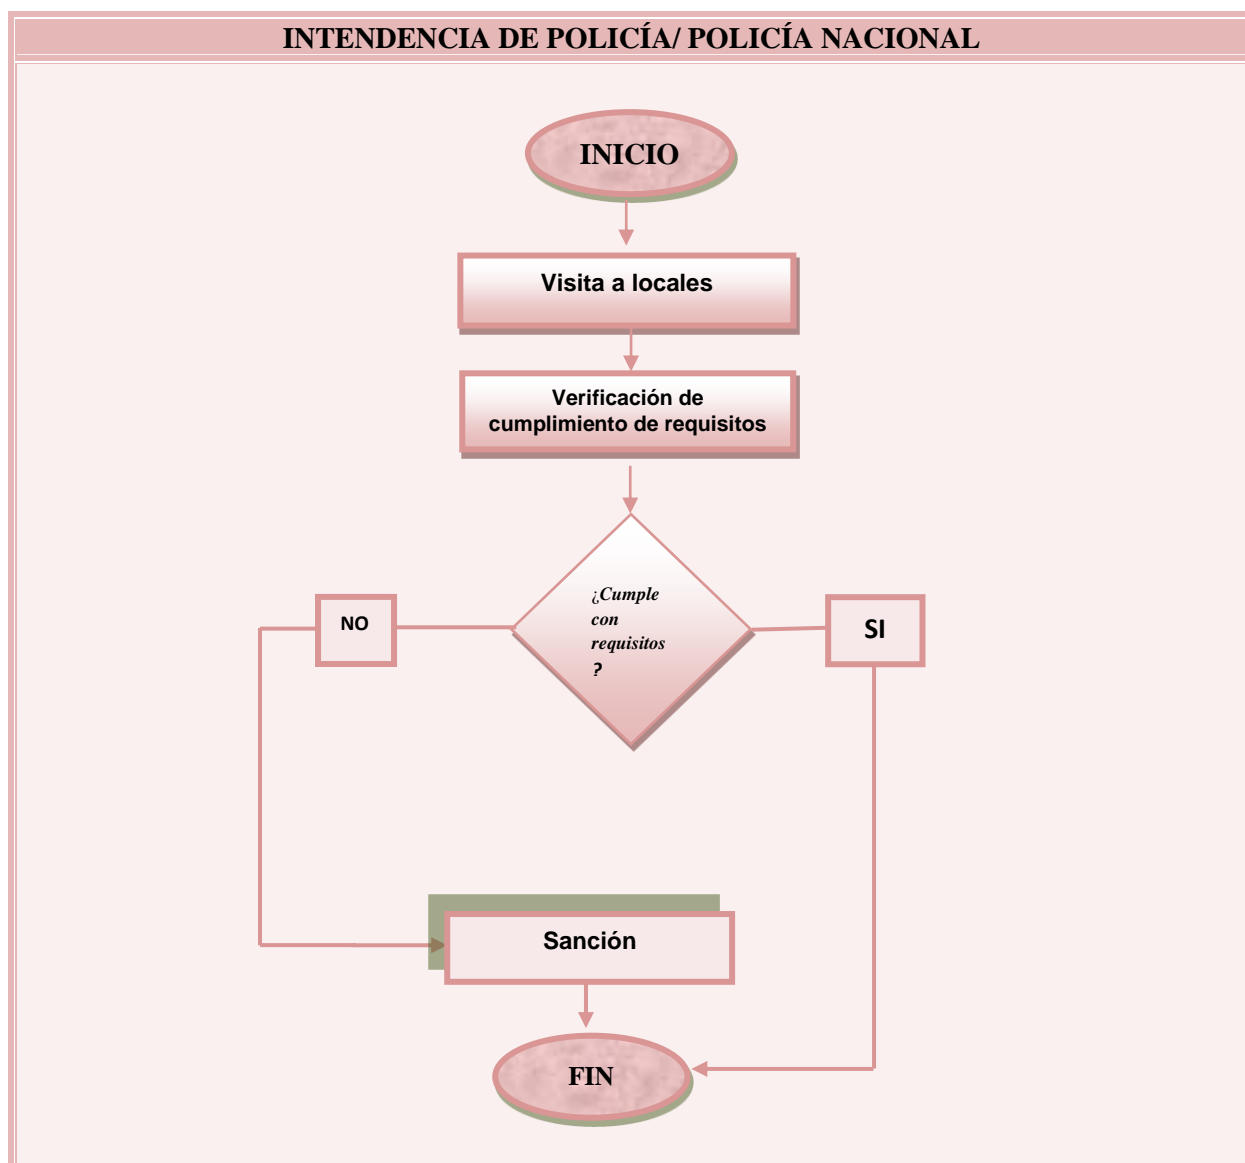 INTENDENCIA DE POLICÍA/ POLICÍA NACIONAL
INICIO
Visita a locales
Verificación de
cumplimiento de requisitos
¿Cumple
con
requisitos
?
NO
SI
Sanción
FIN